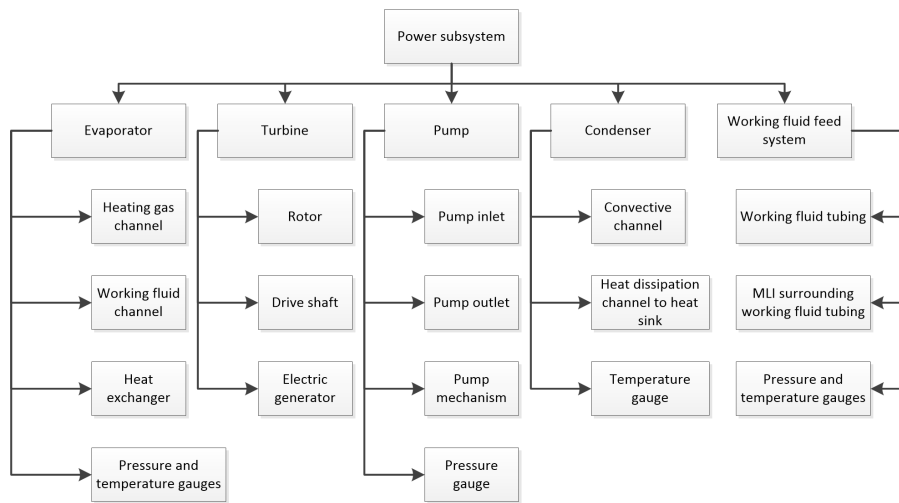 Power subsystem
Evaporator
Turbine
Pump
Condenser
Working fluid feed
system
Heating gas
channel
Rotor
Pump inlet
Convective
channel
Working fluid tubing
Working fluid
channel
Drive shaft
Pump outlet
Heat dissipation
channel to heat
sink
MLI surrounding
working fluid tubing
Heat
exchanger
Electric
generator
Pump
mechanism
Temperature
gauge
Pressure and
temperature gauges
Pressure and
temperature gauges
Pressure
gauge